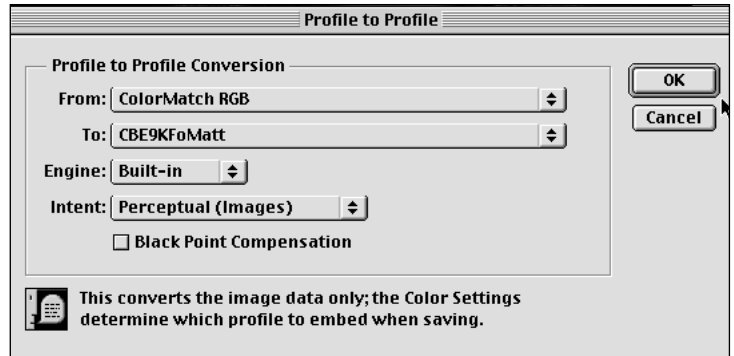 Profile to Profile
Profile to Profile Conversion
From: ColorMatch RGB
To: CBE9KFoMatt
Engine: Built-in
Intent: Perceptual (Images)
Black Point Compensation
OK
Cancel
This converts the image data only; the Color Settings
determine which profile to embed when saving.